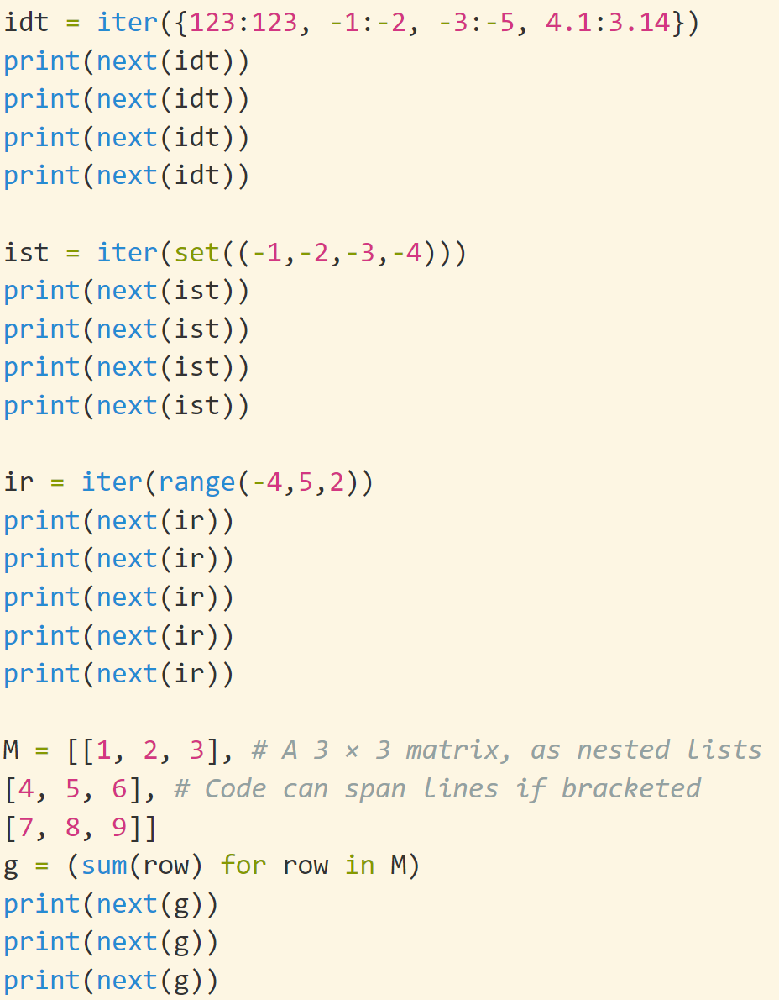 idt = iter({123:123, -1:-2, -3:-5, 4.1:3.14})
print(next(idt))
print(next(idt))
print(next(idt))
print(next(idt))
ist = iter(set((-1,-2,-3,-4)))
print(next(ist))
print(next(ist))
print(next(ist))
print(next(ist))
ir = iter(range(-4,5,2))
print(next(ir))
print(next(ir))
print(next(ir))
print(next(ir))
print(next(ir))
M = [[1, 2, 3], # A 3 × 3 matrix, as nested lists
[4, 5, 6], # Code can span lines if bracketed
[7, 8, 9]]
g = (sum(row) for row in M)
print(next(g))
print(next(g))
print(next(g))